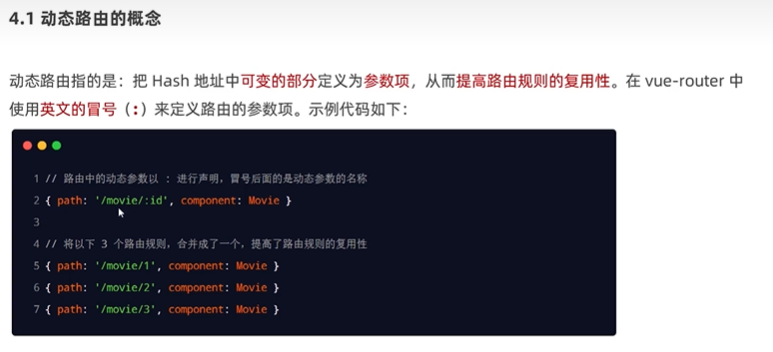 4.1 动态路由的概念
动态路由指的是：把 Hash 地址中可变的部分定义为参数项，从而提高路由规则的复用性。在 vue-router 中
使用英文的冒号（:）来定义路由的参数项。示例代码如下：
1 // 路由中的动态参数以 : 进行声明，冒号后面的是动态参数的名称
2 { path: '/movie/:id', component: Movie }
3
4 // 将以下 3 个路由规则，合并成了一个，提高了路由规则的复用性
5 { path: '/movie/1', component: Movie }
6 { path: '/movie/2', component: Movie }
7 { path: '/movie/3', component: Movie }